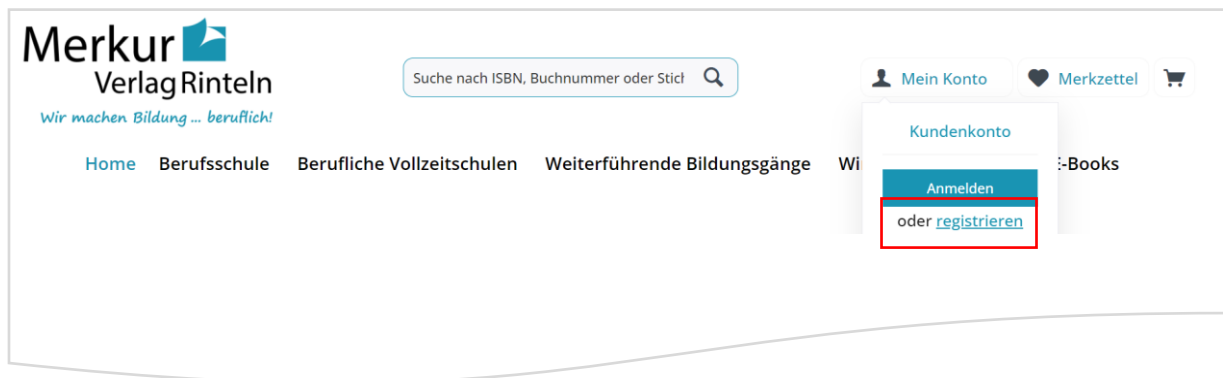 Merkur
Verlag Rinteln
Wir machen Bildung ... beruflich!
Suche nach ISBN, Buchnummer oder Stich
Mein Konto
Merkzettel
Kundenkonto
Anmelden
oder registrieren
Home Berufsschule Berufliche Vollzeitschulen Weiterführende Bildungsgänge Wi E-Books